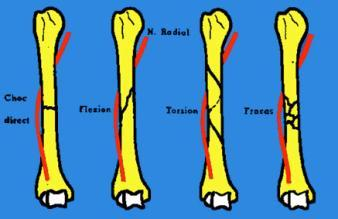 N. Radial
Choc
direct
Flexion
Torsion
Fracas